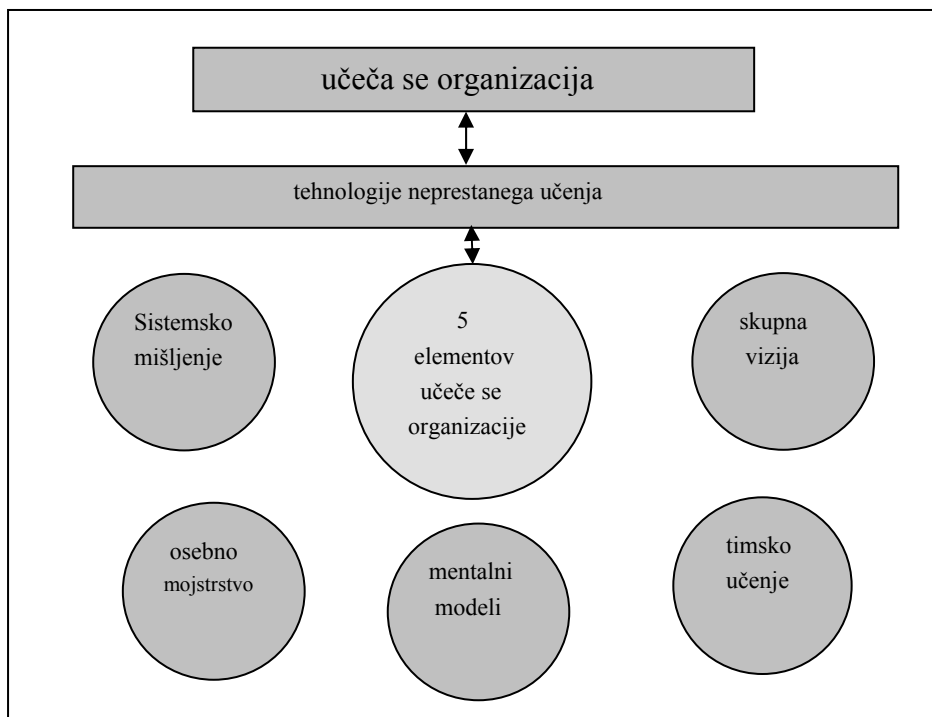 učeča se organizacija
tehnologije neprestanega učenja
Sistemsko
mišljenje
5
elementov
učeče se
organizacije
skupna
vizija
osebno
mojstrstvo
mentalni
modeli
timsko
učenje